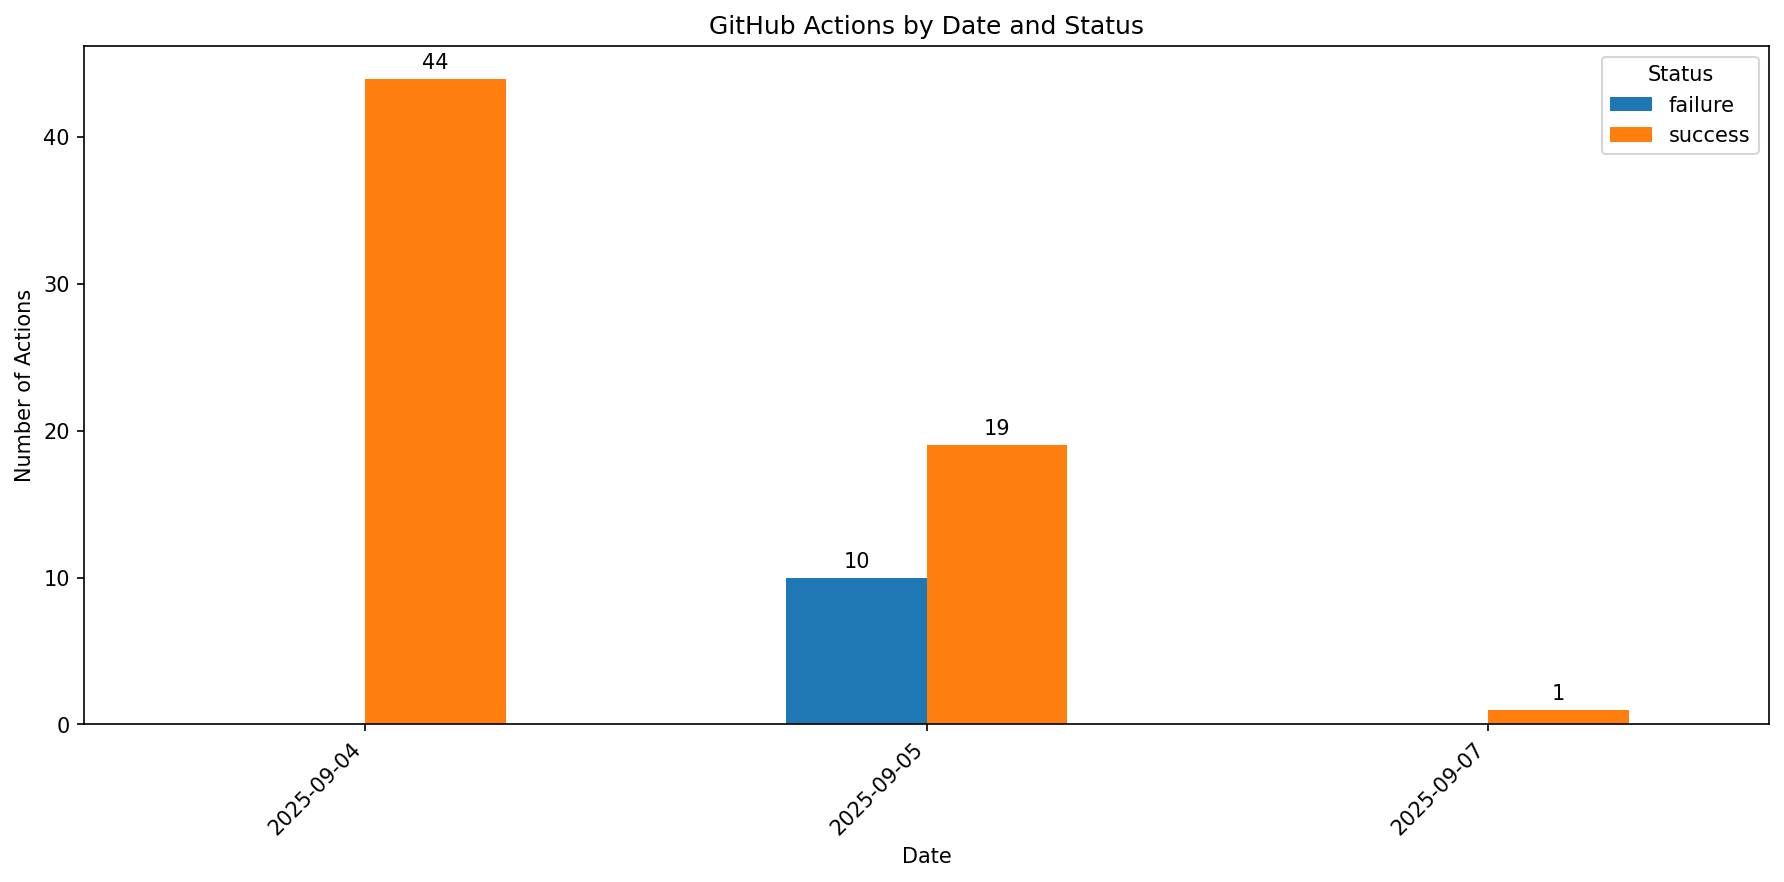 GitHub Actions by Date and Status
Number of Actions
40
30
20
10
0
44
10
19
1
Status
failure
success
2025-09-04
2025-09-05
2025-09-07
Date